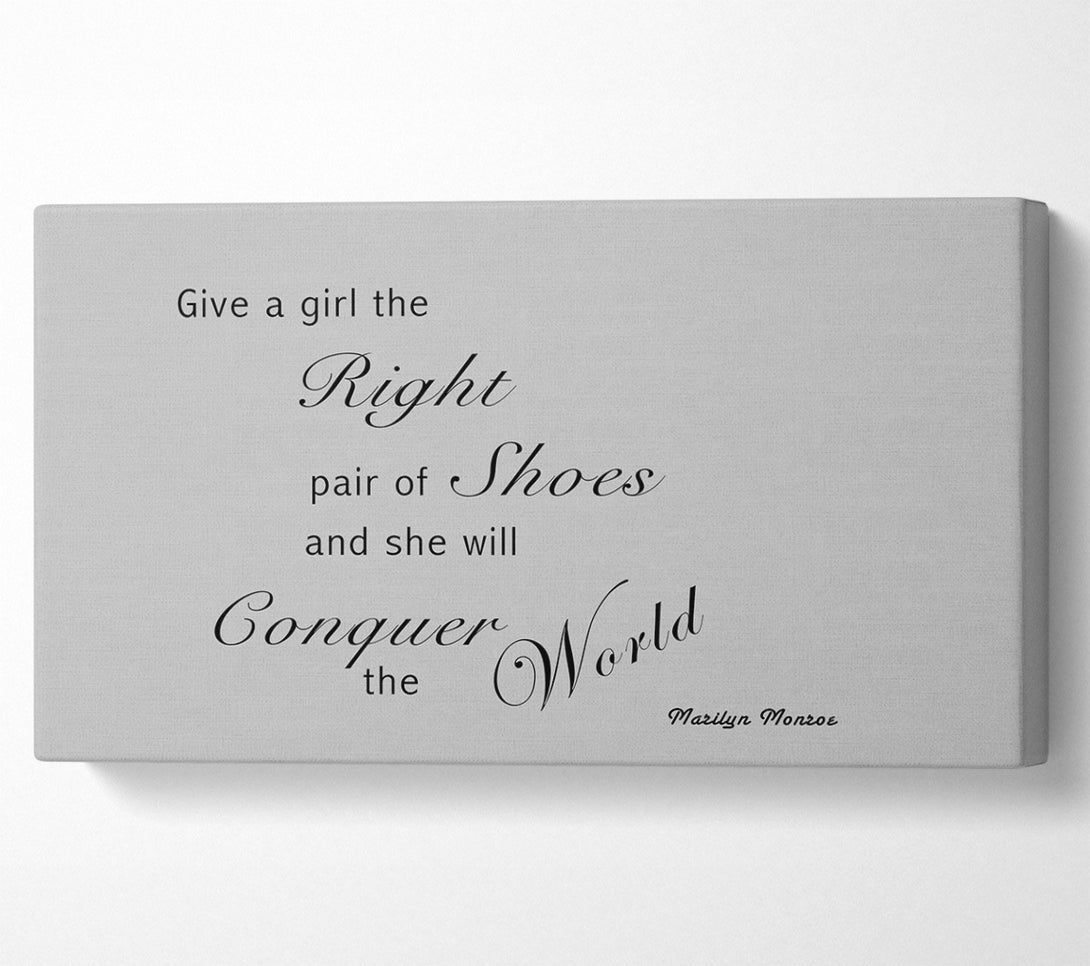 Give a girl the
Right
pair of Shoes
and she will
Conquer
the World
Marilyn Monroe